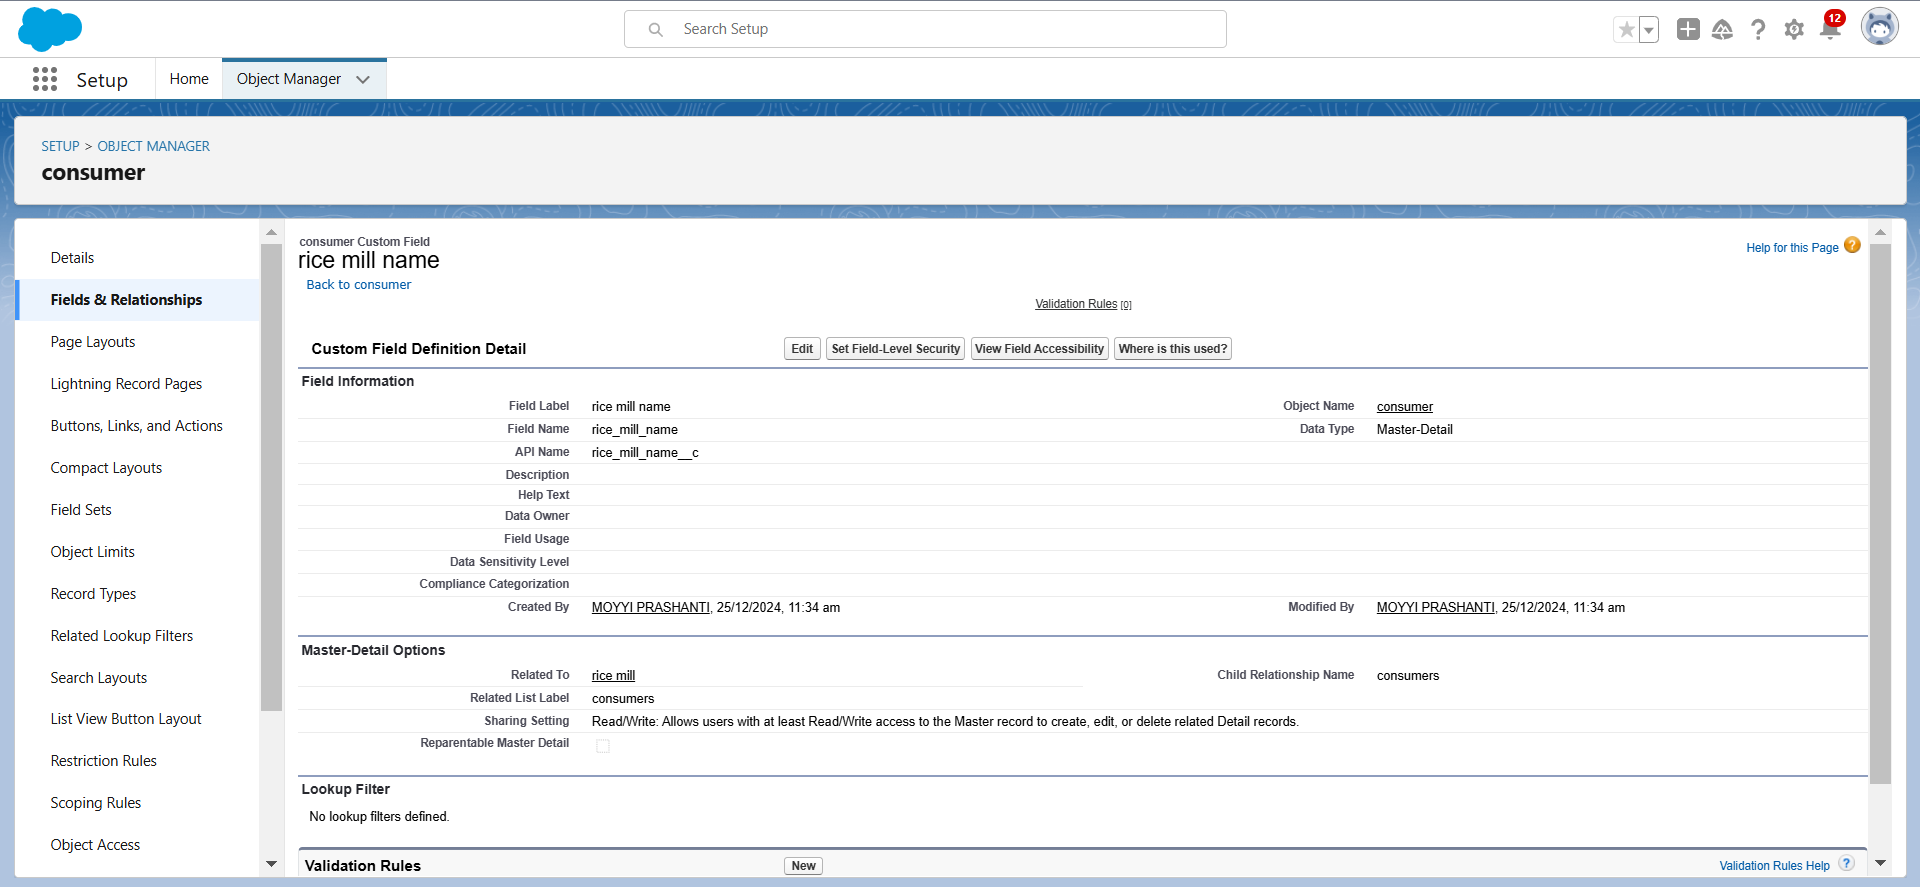 Search Setup
12
Setup
Home
Object Manager
SETUP > OBJECT MANAGER
consumer
Details
Fields & Relationships
Page Layouts
Lightning Record Pages
Buttons, Links, and Actions
Compact Layouts
Field Sets
Object Limits
Record Types
Related Lookup Filters
Search Layouts
List View Button Layout
Restriction Rules
Scoping Rules
Object Access
consumer Custom Field
rice mill name
Back to consumer
Help for this Page ?
Validation Rules [0]
Custom Field Definition Detail
Edit
Set Field-Level Security
View Field Accessibility
Where is this used?
Field Information
Field Label rice mill name
Object Name consumer
Field Name rice_mill_name
Data Type Master-Detail
API Name rice_mill_name__c
Description
Help Text
Data Owner
Field Usage
Data Sensitivity Level
Compliance Categorization
Created By MOYYI PRASHANTI, 25/12/2024, 11:34 am
Modified By MOYYI PRASHANTI, 25/12/2024, 11:34 am
Master-Detail Options
Related To rice mill
Child Relationship Name consumers
Related List Label consumers
Sharing Setting Read/Write: Allows users with at least Read/Write access to the Master record to create, edit, or delete related Detail records.
Reparentable Master Detail
Lookup Filter
No lookup filters defined.
Validation Rules
New
Validation Rules Help ?